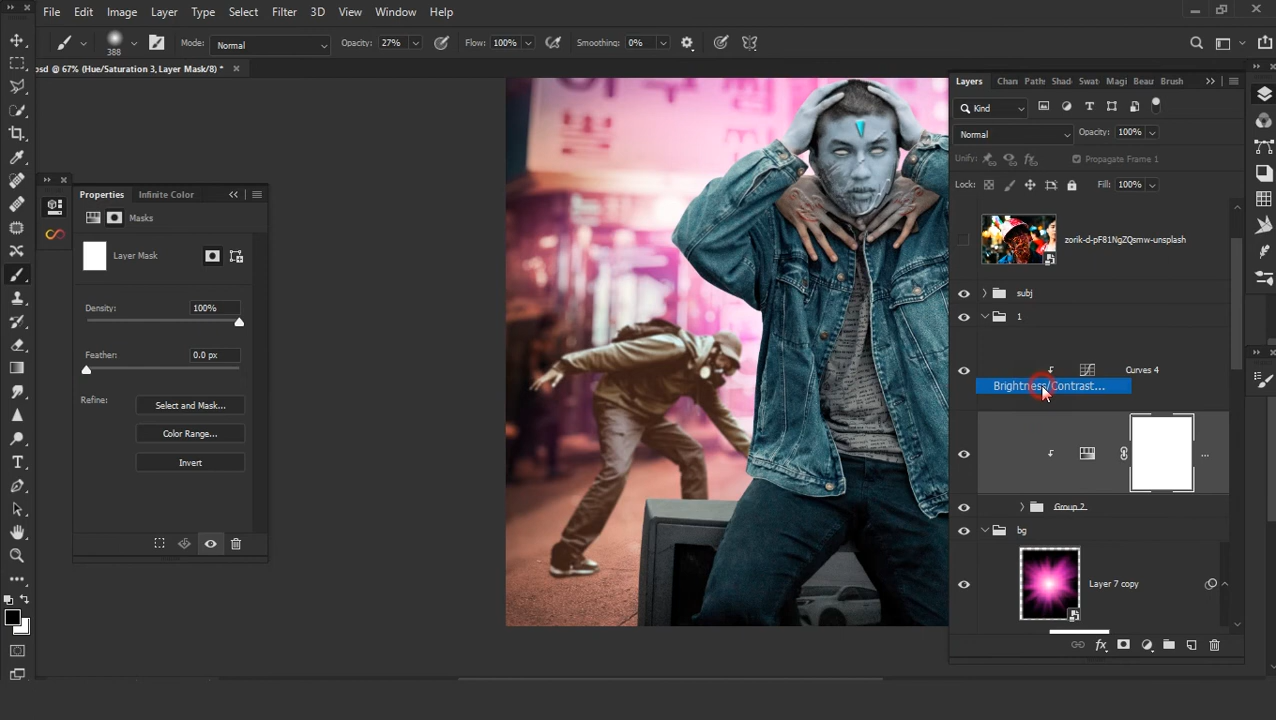 File Edit Image Layer Type Select Filter 3D View Window Help
388 Mode: Normal Opacity: 27% Flow: 100% Smoothing: 0%
psd @ 67% (Hue/Saturation 3, Layer Mask/8) * ×
Properties Infinite Color
Masks
Layer Mask
Density: 100%
Feather: 0.0 px
Refine: Select and Mask...
Color Range...
Invert
Layers Chan Path Shad Swat Magi Beau Brush
Kind
Normal Opacity: 100%
Unify: Propagate Frame 1
Lock: Fill: 100%
zorik-d-pF81NgZQsmw-unsplash
subj
1
Curves 4
Brightness/Contrast...
...
Group 2
bg
Layer 7 copy
fx